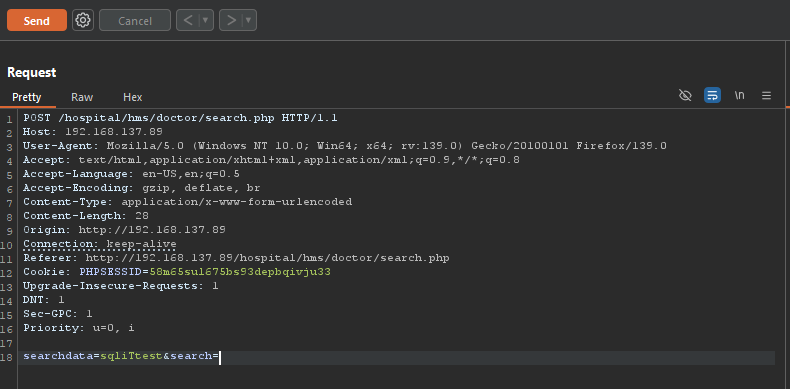 Send Cancel < >
Request
Pretty Raw Hex \n
1 POST /hospital/hms/doctor/search.php HTTP/1.1
2 Host: 192.168.137.89
3 User-Agent: Mozilla/5.0 (Windows NT 10.0; Win64; x64; rv:139.0) Gecko/20100101 Firefox/139.0
4 Accept: text/html,application/xhtml+xml,application/xml;q=0.9,*/*;q=0.8
5 Accept-Language: en-US,en;q=0.5
6 Accept-Encoding: gzip, deflate, br
7 Content-Type: application/x-www-form-urlencoded
8 Content-Length: 28
9 Origin: http://192.168.137.89
10 Connection: keep-alive
11 Referer: http://192.168.137.89/hospital/hms/doctor/search.php
12 Cookie: PHPSESSID=58m65sul675bs93depbqivju33
13 Upgrade-Insecure-Requests: 1
14 DNT: 1
15 Sec-GPC: 1
16 Priority: u=0, i
17
18 searchdata=sqliTtest&search=